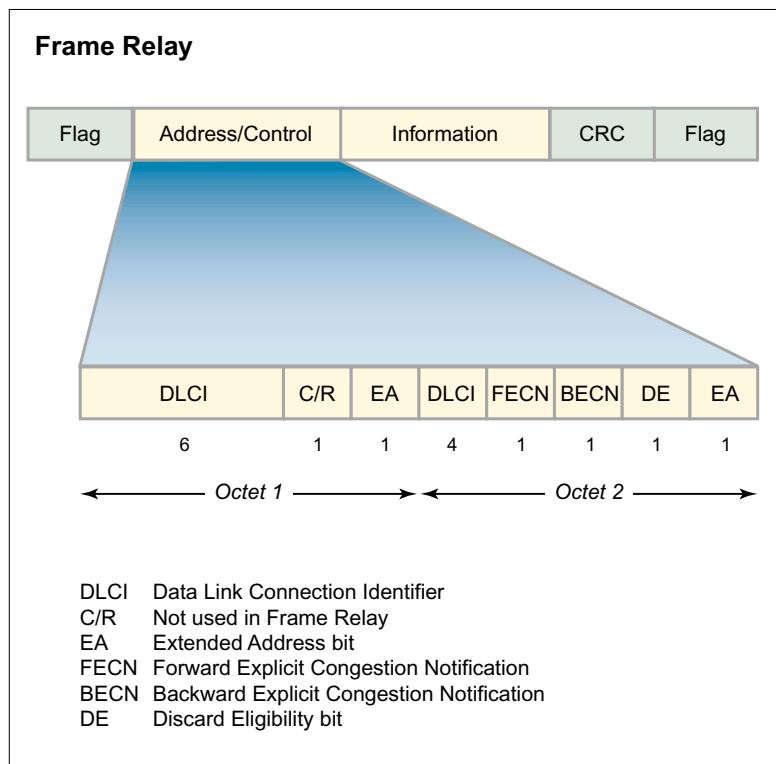 Frame Relay
Flag Address/Control Information CRC Flag
DLCI C/R EA DLCI FECN BECN DE EA
6 1 1 4 1 1 1 1
Octet 1 Octet 2
DLCI Data Link Connection Identifier
C/R Not used in Frame Relay
EA Extended Address bit
FECN Forward Explicit Congestion Notification
BECN Backward Explicit Congestion Notification
DE Discard Eligibility bit